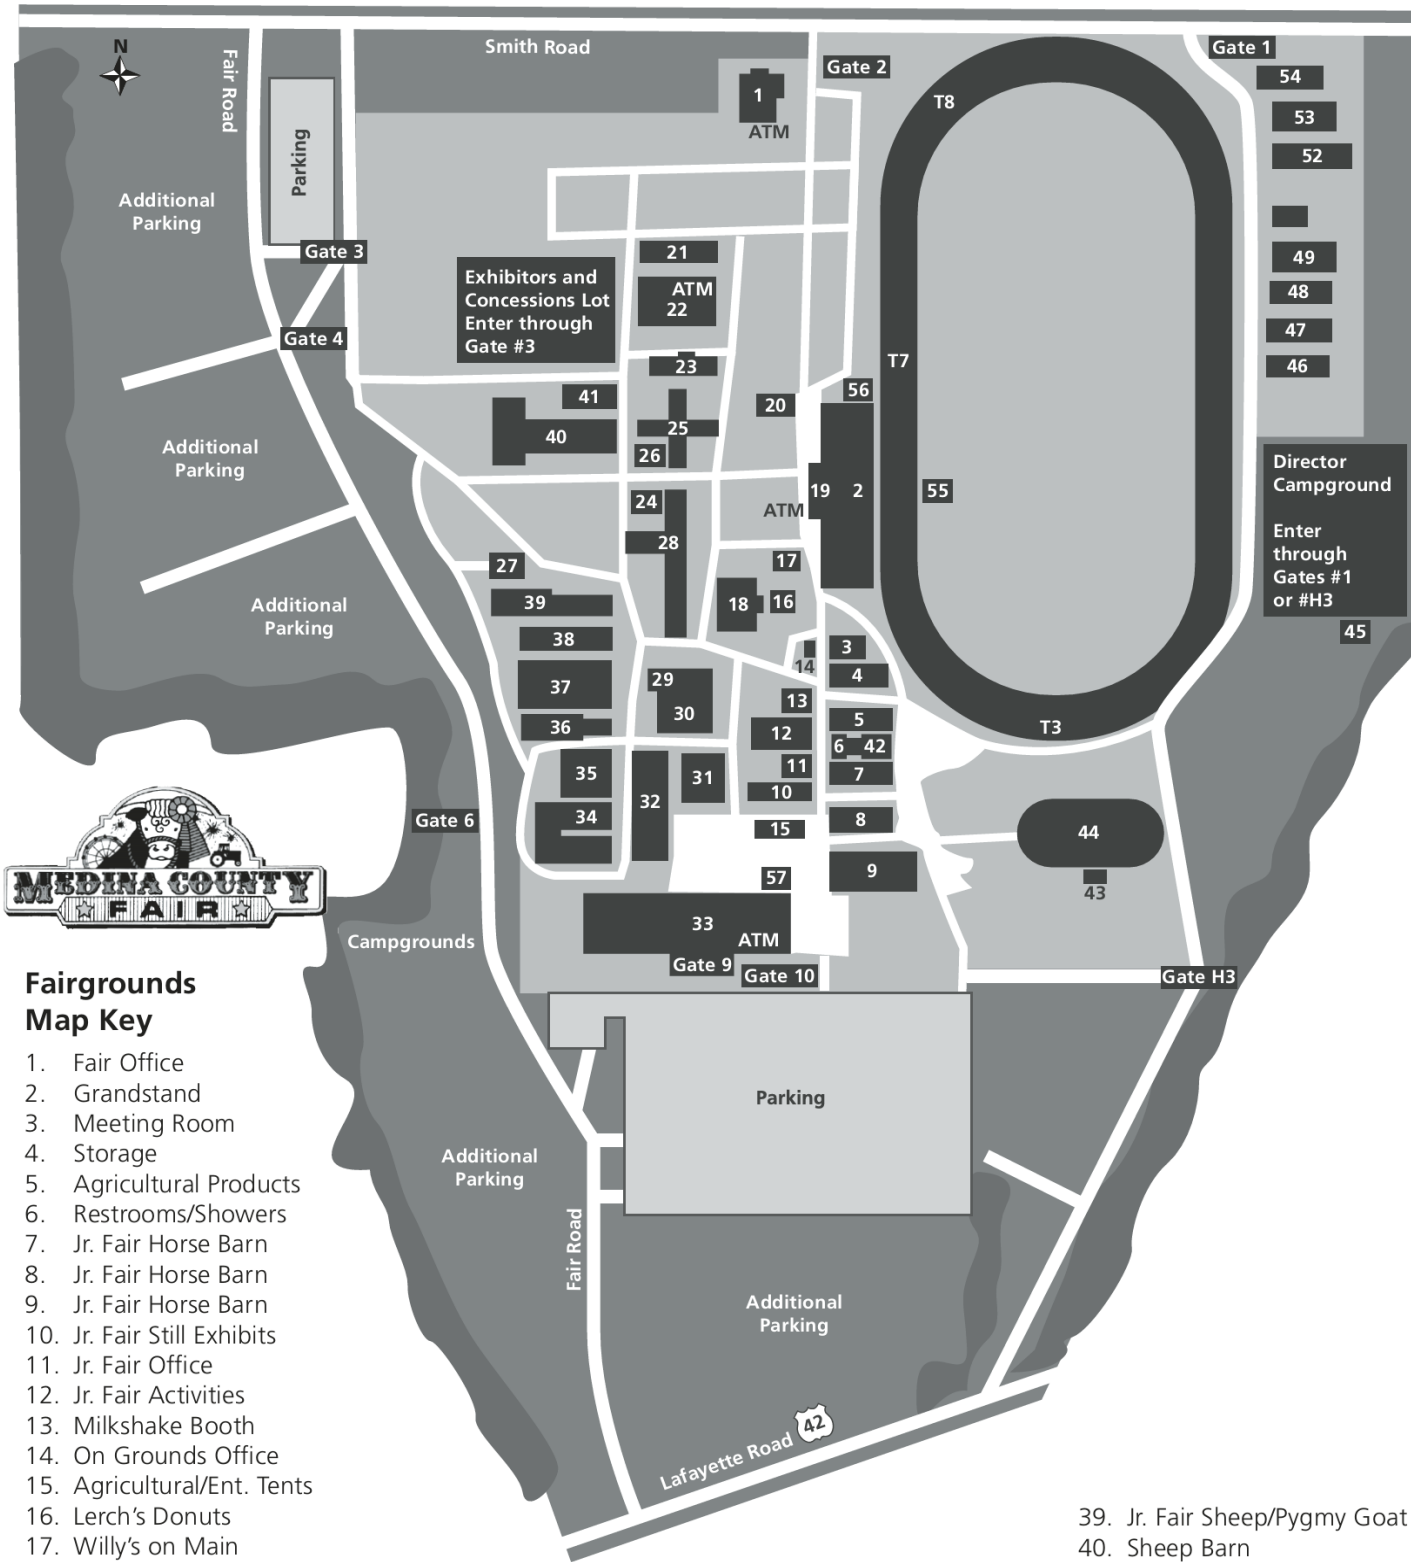 Smith Road
Gate 1
Gate 2
N
Fair Road
Parking
1
ATM
T8
54
53
52
Additional
Parking
Gate 3
21
ATM
22
49
48
47
46
Exhibitors and
Concessions Lot
Enter through
Gate #3
Gate 4
23
T7
56
41
20
40
25
26
Additional
Parking
Director
Campground
Enter
through
Gates #1
or #H3
45
19
2
55
24
ATM
28
17
27
39
18
16
Additional
Parking
38
3
14
4
37
29
30
13
36
12
5
T3
6
42
35
31
11
7
32
10
34
15
8
44
Gate 6
MEDINA COUNTY
FAIR
57
9
43
33
ATM
Campgrounds
Gate 9
Gate 10
Gate H3
Parking
Additional
Parking
Fair Road
Additional
Parking
Lafayette Road
42
Fairgrounds
Map Key
1. Fair Office
2. Grandstand
3. Meeting Room
4. Storage
5. Agricultural Products
6. Restrooms/Showers
7. Jr. Fair Horse Barn
8. Jr. Fair Horse Barn
9. Jr. Fair Horse Barn
10. Jr. Fair Still Exhibits
11. Jr. Fair Office
12. Jr. Fair Activities
13. Milkshake Booth
14. On Grounds Office
15. Agricultural/Ent. Tents
16. Lerch's Donuts
17. Willy's on Main
39. Jr. Fair Sheep/Pygmy Goat
40. Sheep Barn